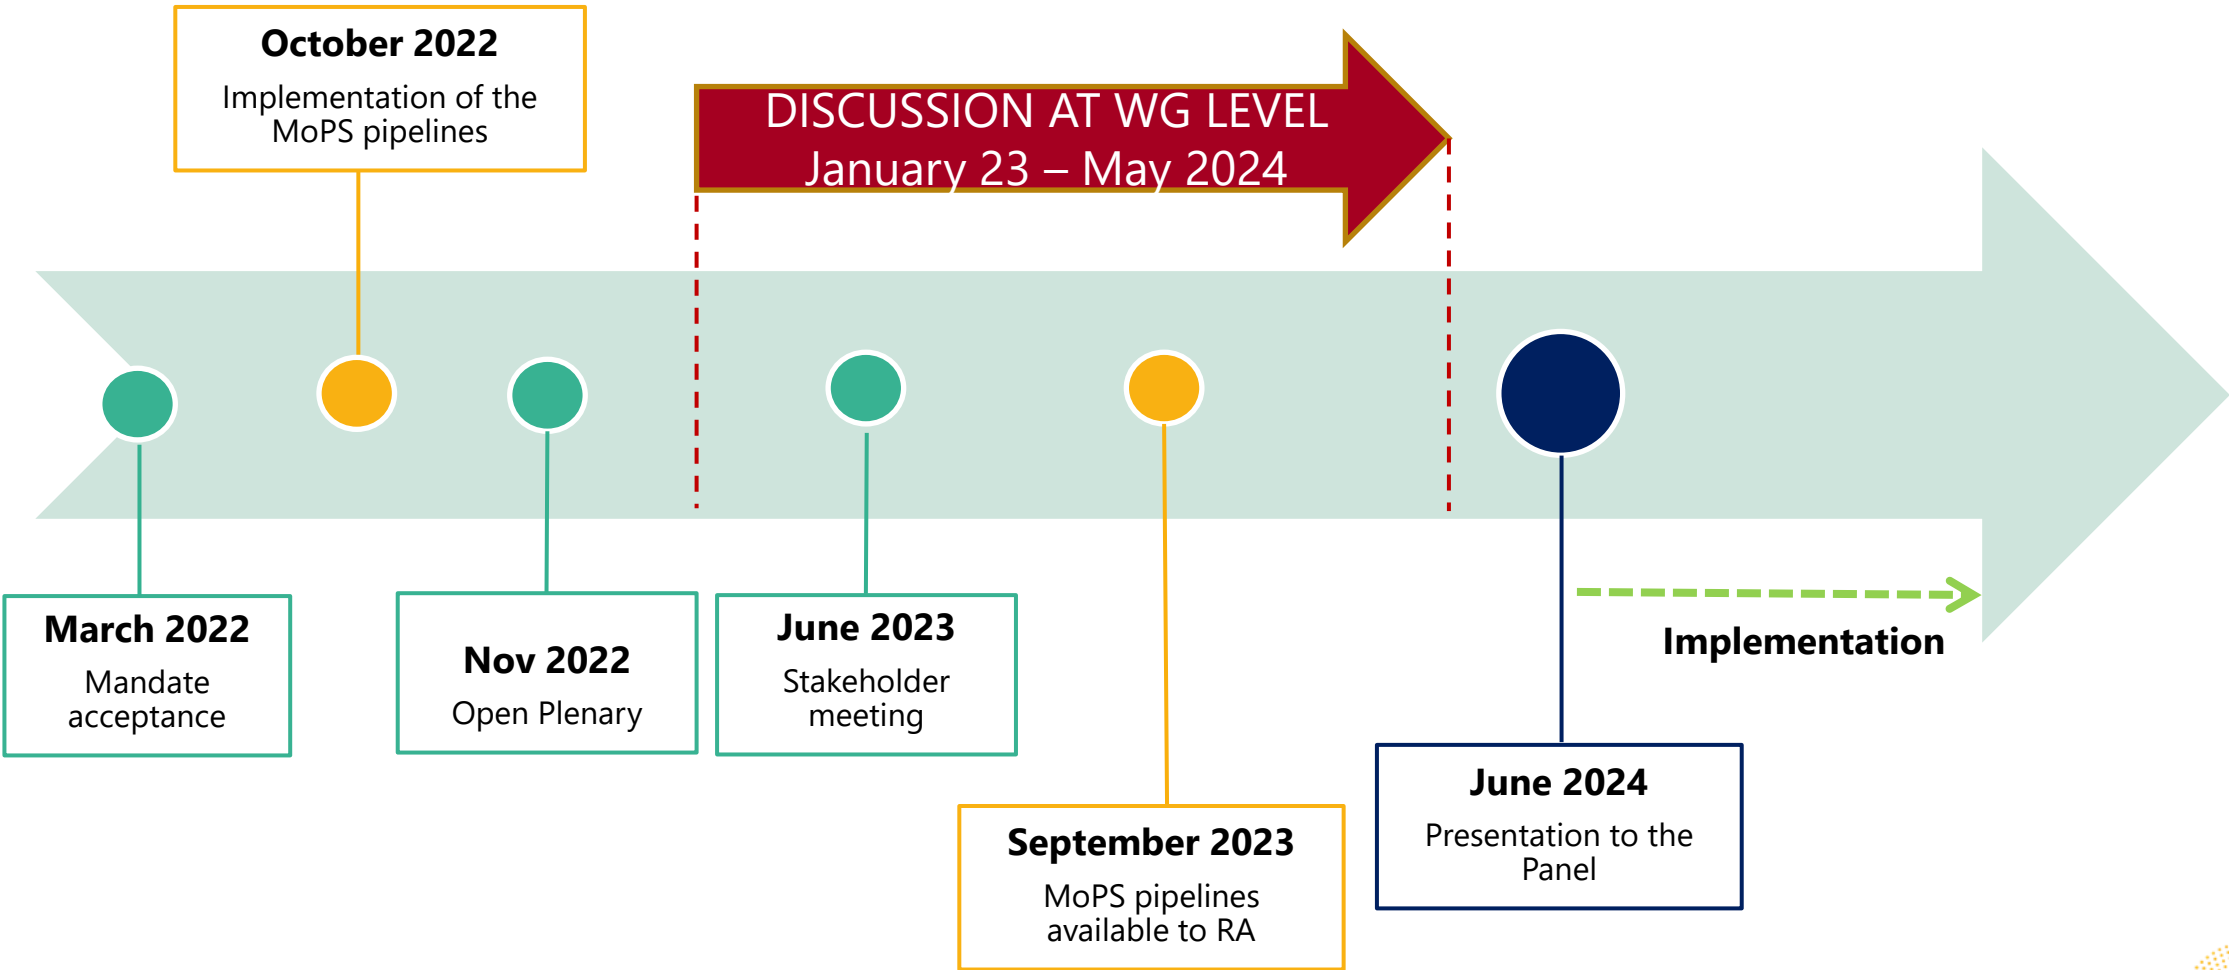 October 2022
Implementation of the
MoPS pipelines
DISCUSSION AT WG LEVEL
January 23 – May 2024
March 2022
Mandate
acceptance
Nov 2022
Open Plenary
June 2023
Stakeholder
meeting
September 2023
MoPS pipelines
available to RA
June 2024
Presentation to the
Panel
Implementation